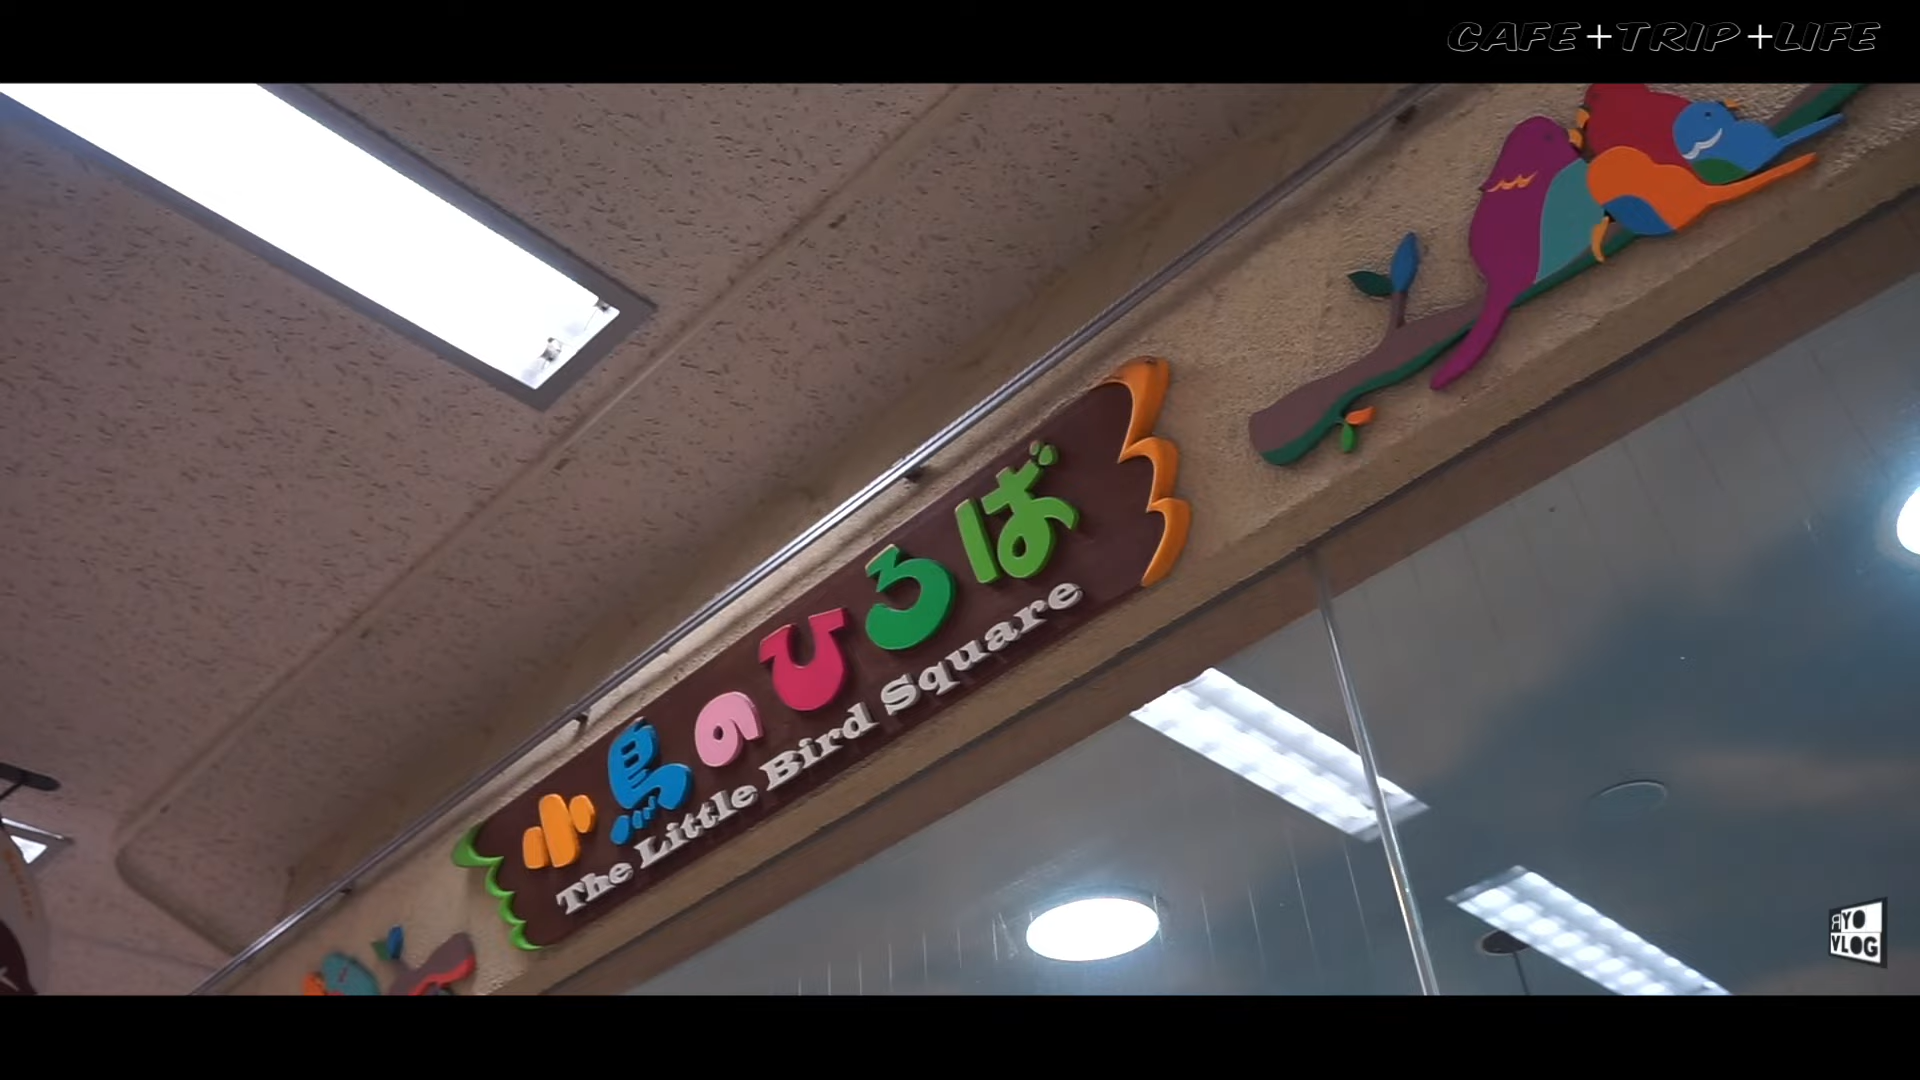 CAFE+TRIP+LIFE
小鳥のひろば
The Little Bird Square
RYO
VLOG